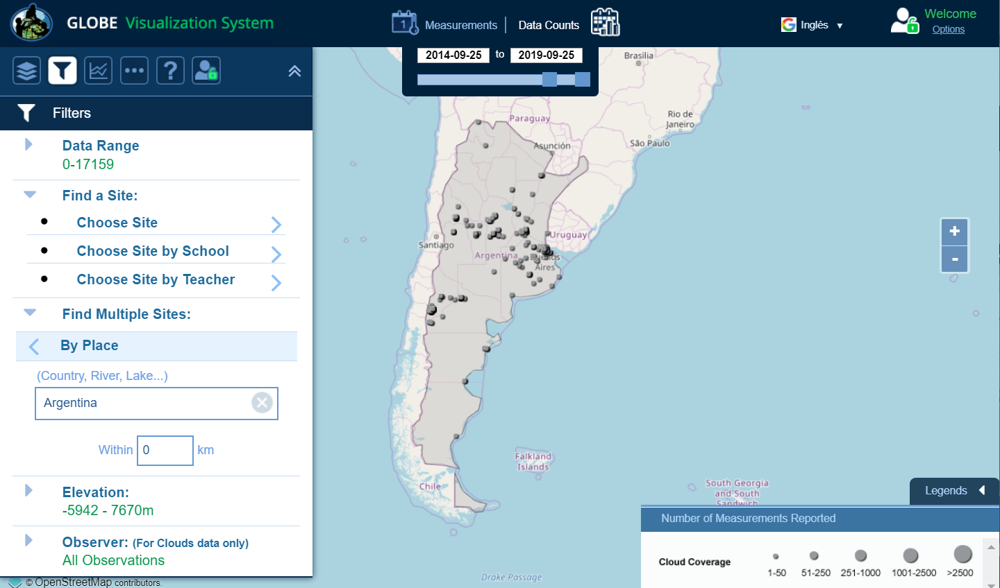 GLOBE Visualization System
1
Measurements
Data Counts
Inglés ▼
Welcome
Options
2014-09-25 to 2019-09-25
?
Filters
Data Range
0-17159
Find a Site:
• Choose Site
• Choose Site by School
• Choose Site by Teacher
Find Multiple Sites:
By Place
(Country, River, Lake...)
Argentina
Within 0 km
Elevation:
-5942 - 7670m
Observer: (For Clouds data only)
All Observations
© OpenStreetMap contributors.
Brasília
Rio de
Janeiro
São Paulo
Paraguay
Asunción
Uruguay
Santiago
Argentina
Buenos
Aires
Falkland
Islands
Chile
South Georgia
and South
Sandwich
Drake Passage
+
-
Legends
Number of Measurements Reported
Cloud Coverage
1-50 51-250 251-1000 1001-2500 >2500